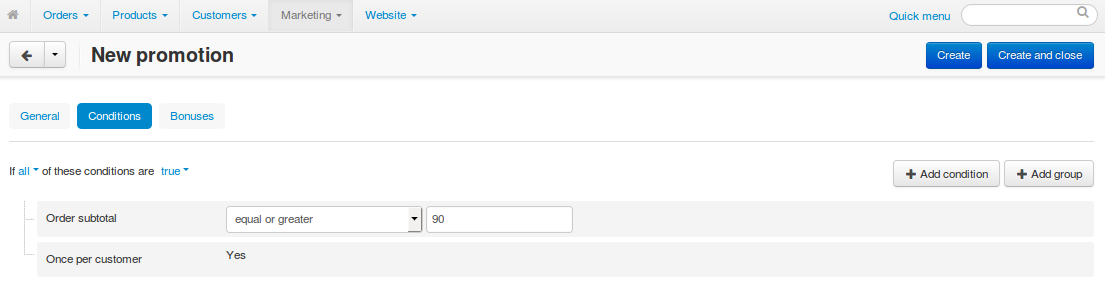 Orders Products Customers Marketing Website Quick menu
New promotion Create Create and close
General Conditions Bonuses
If all of these conditions are true Add condition Add group
Order subtotal equal or greater 90
Once per customer Yes